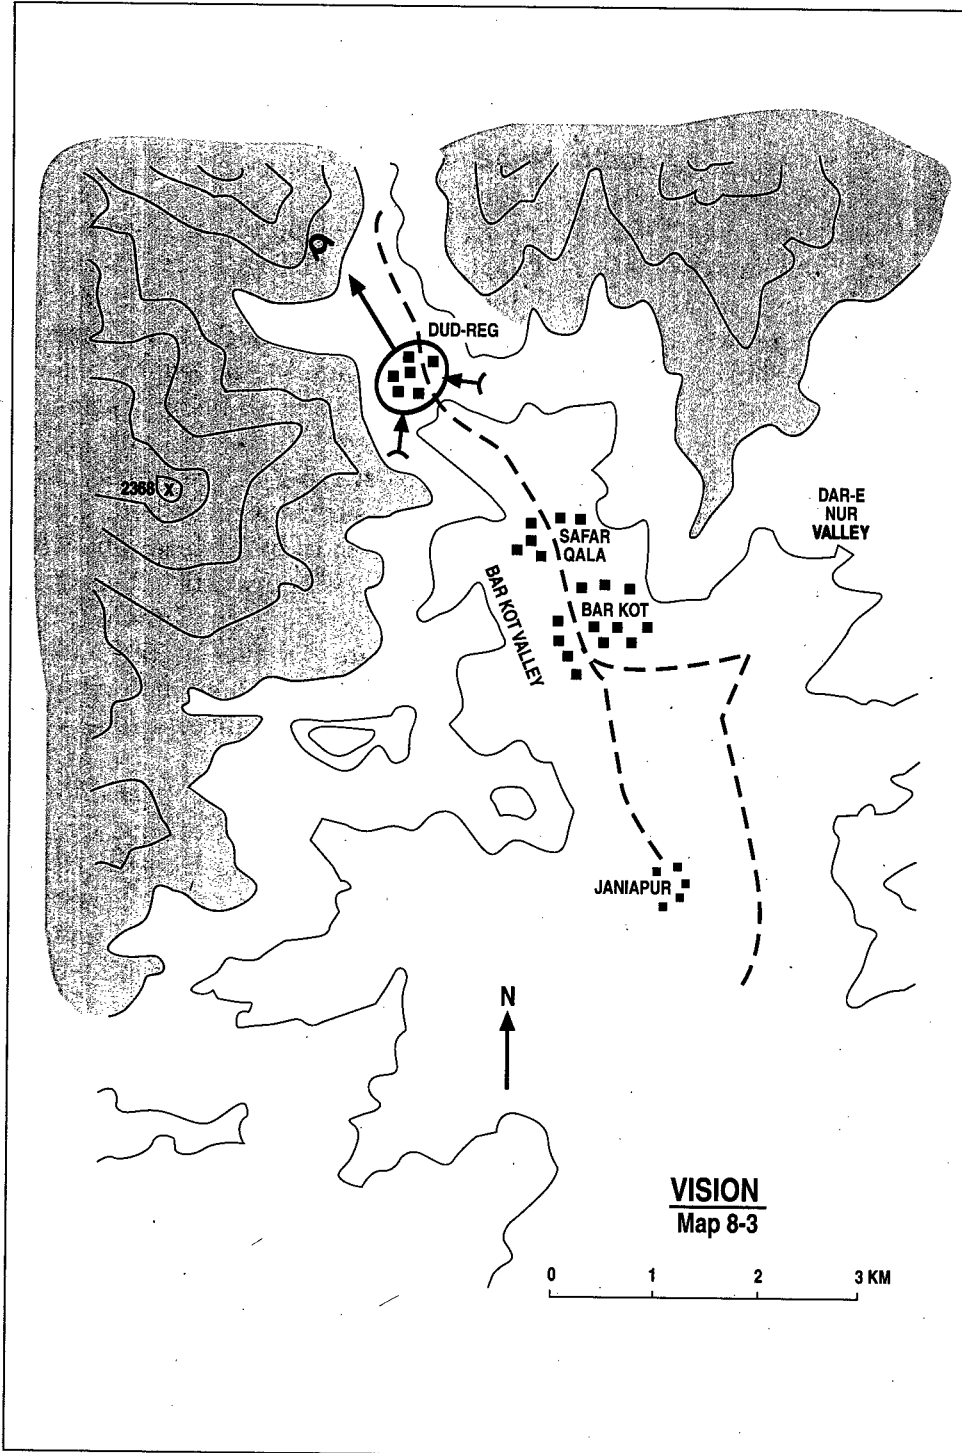 DUD-REG
2368 X
DAR-E
NUR
VALLEY
SAFAR
QALA
BAR KOT VALLEY
BAR KOT
JANIAPUR
N
VISION
Map 8-3
0 1 2 3 KM